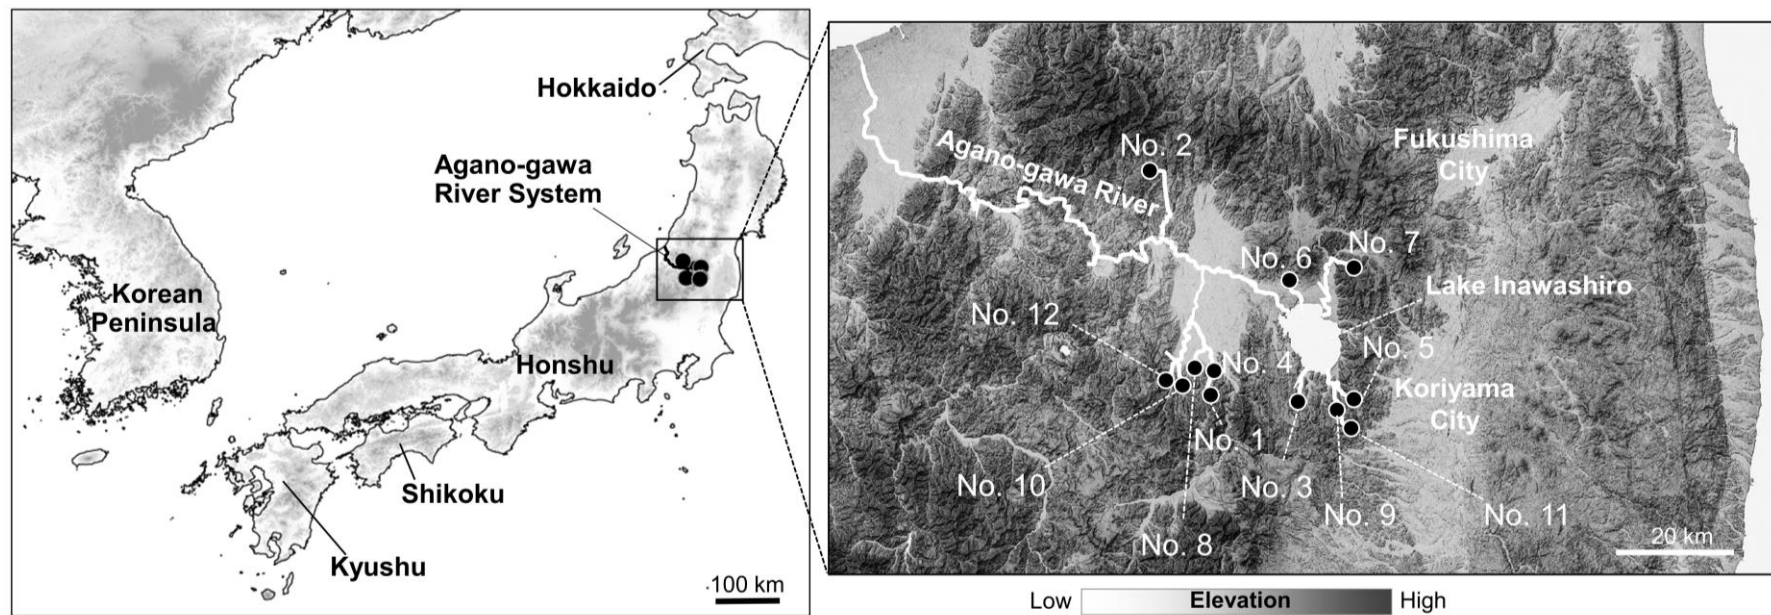 Hokkaido
Agano-gawa
River System
Korean
Peninsula
Honshu
Shikoku
Kyushu
100 km
No. 2
Fukushima
City
Agano-gawa River
No. 6
No. 7
Lake Inawashiro
No. 12
No. 4
No. 5
Koriyama
City
No. 1
No. 10
No. 3
No. 9
No. 11
No. 8
20 km
Low
Elevation
High